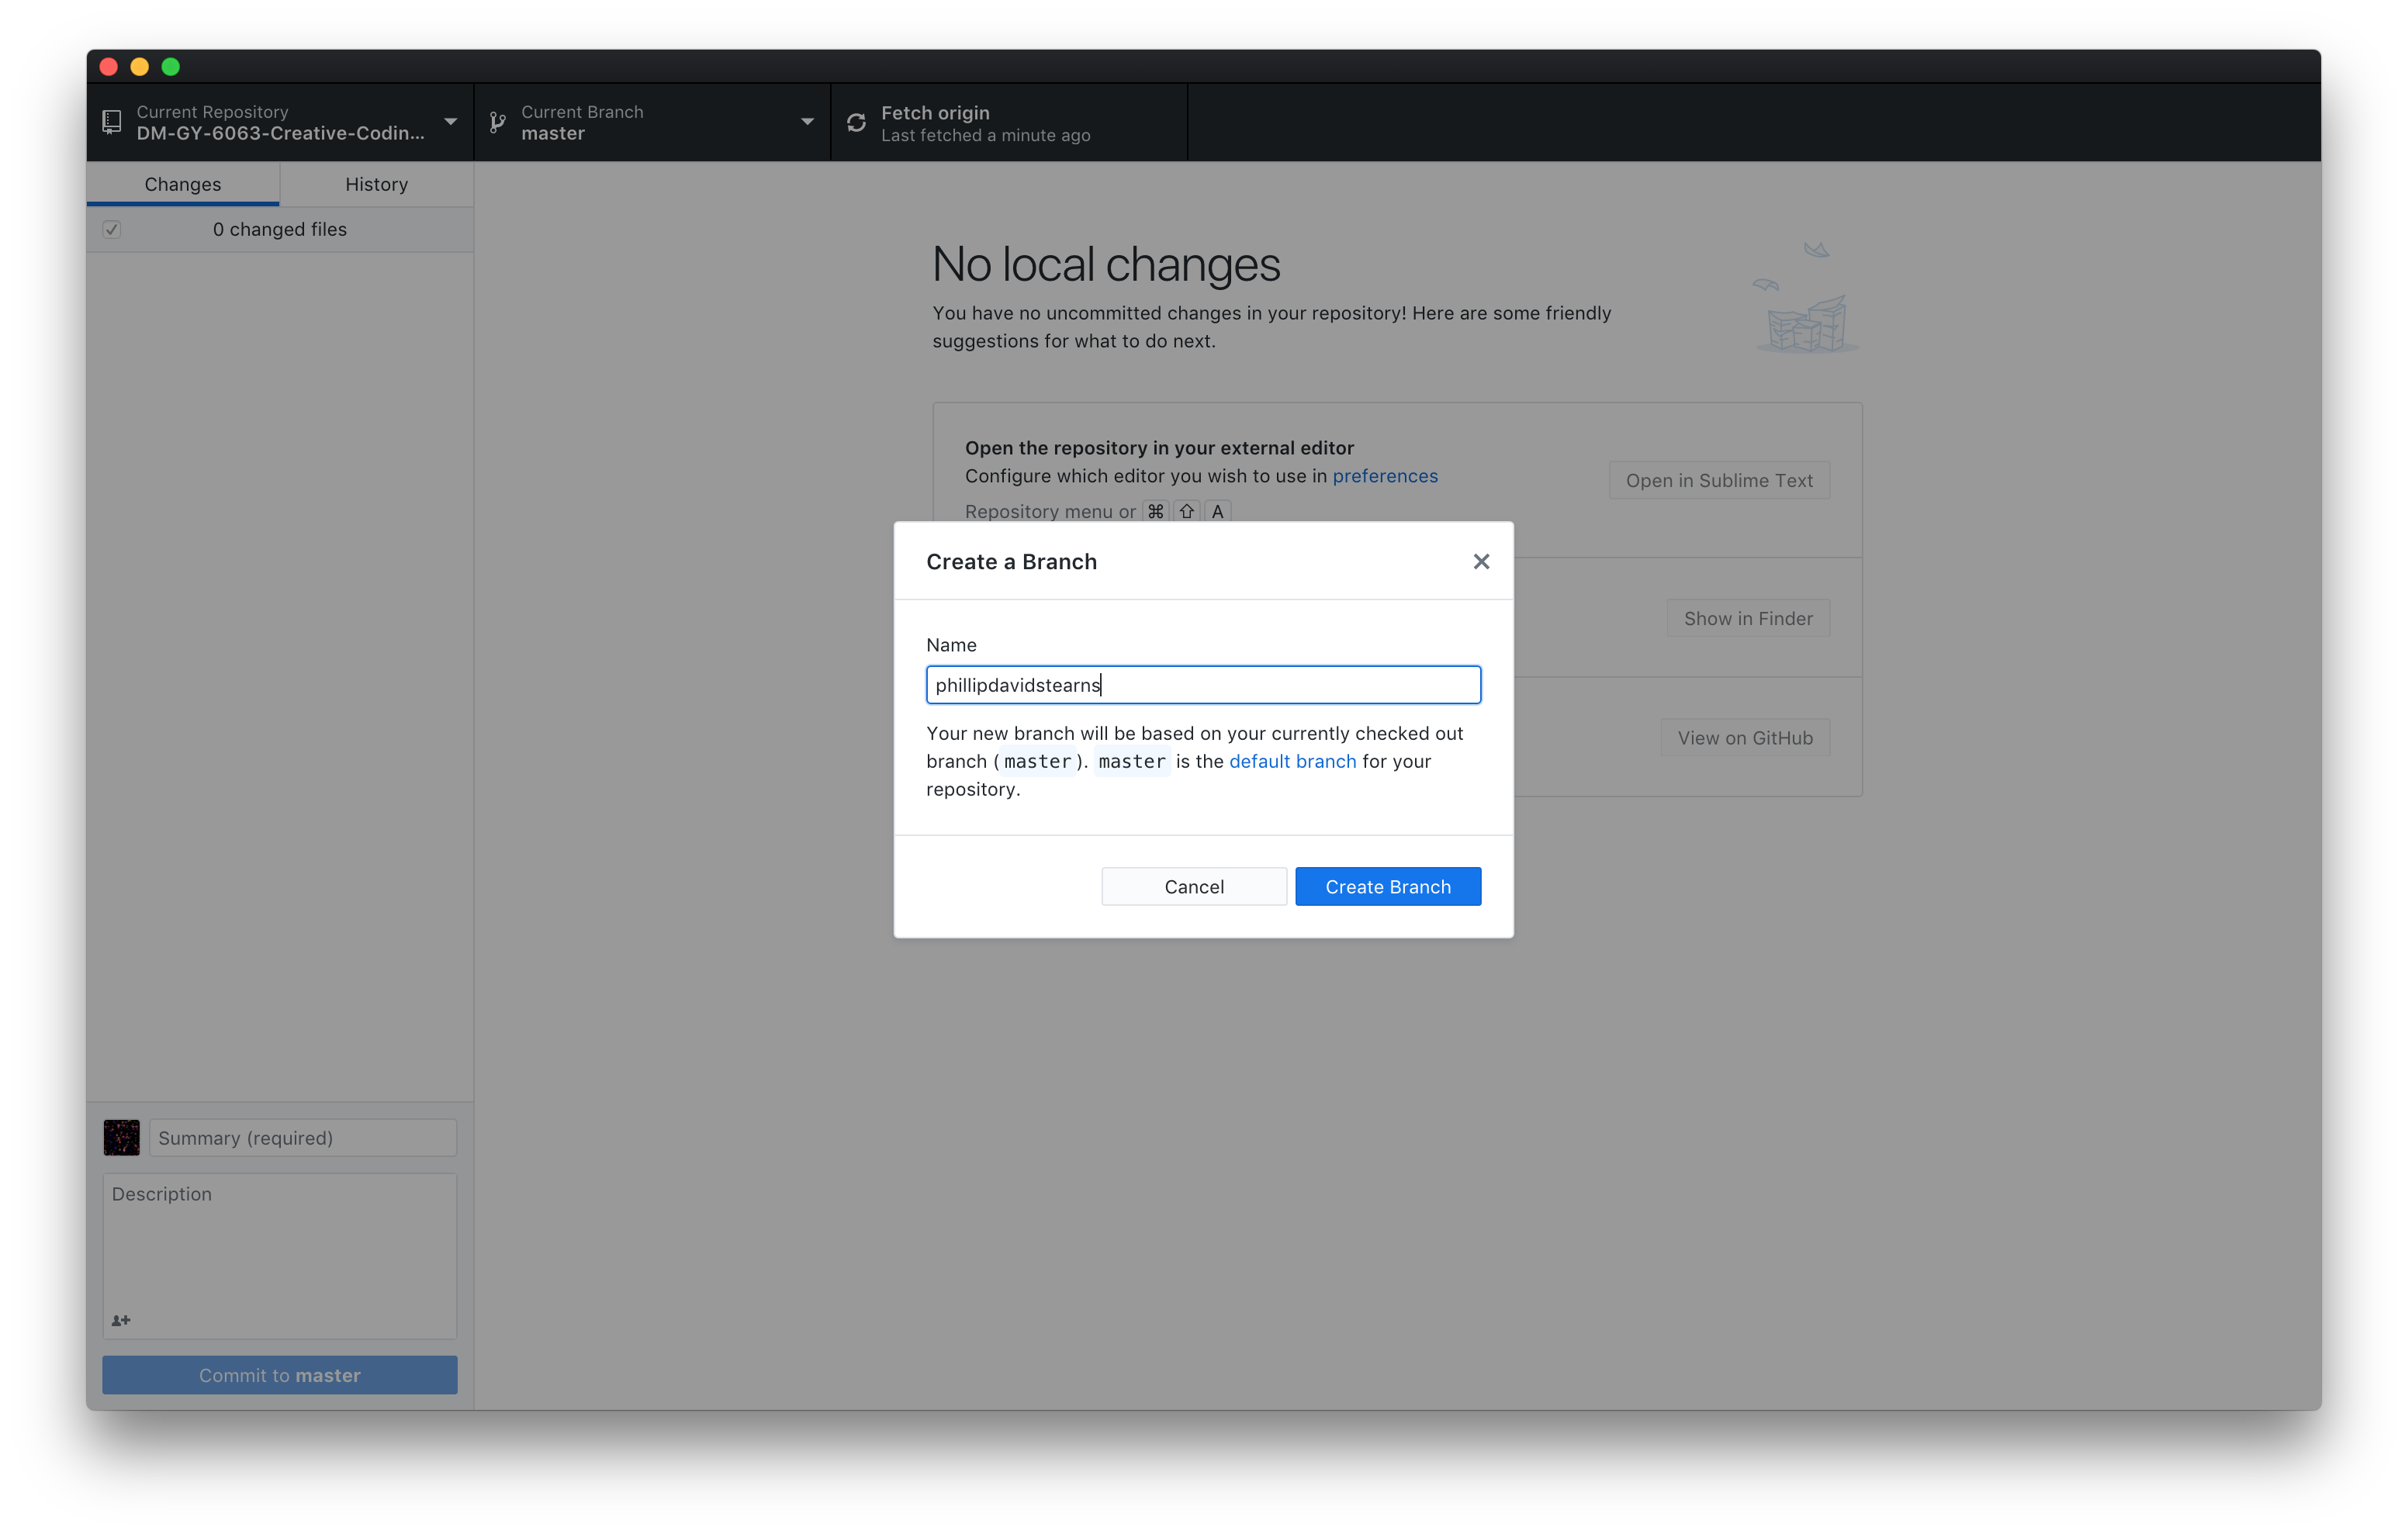 Current Repository
DM-GY-6063-Creative-Codin...
Current Branch
master
Fetch origin
Last fetched a minute ago
Changes
History
0 changed files
No local changes
You have no uncommitted changes in your repository! Here are some friendly
suggestions for what to do next.
Open the repository in your external editor
Configure which editor you wish to use in preferences
Repository menu or ⌘ ⇧ A
Open in Sublime Text
Show in Finder
View on GitHub
Create a Branch
Name
phillipdavidstearns
Your new branch will be based on your currently checked out
branch (master). master is the default branch for your
repository.
Cancel
Create Branch
Summary (required)
Description
Commit to master